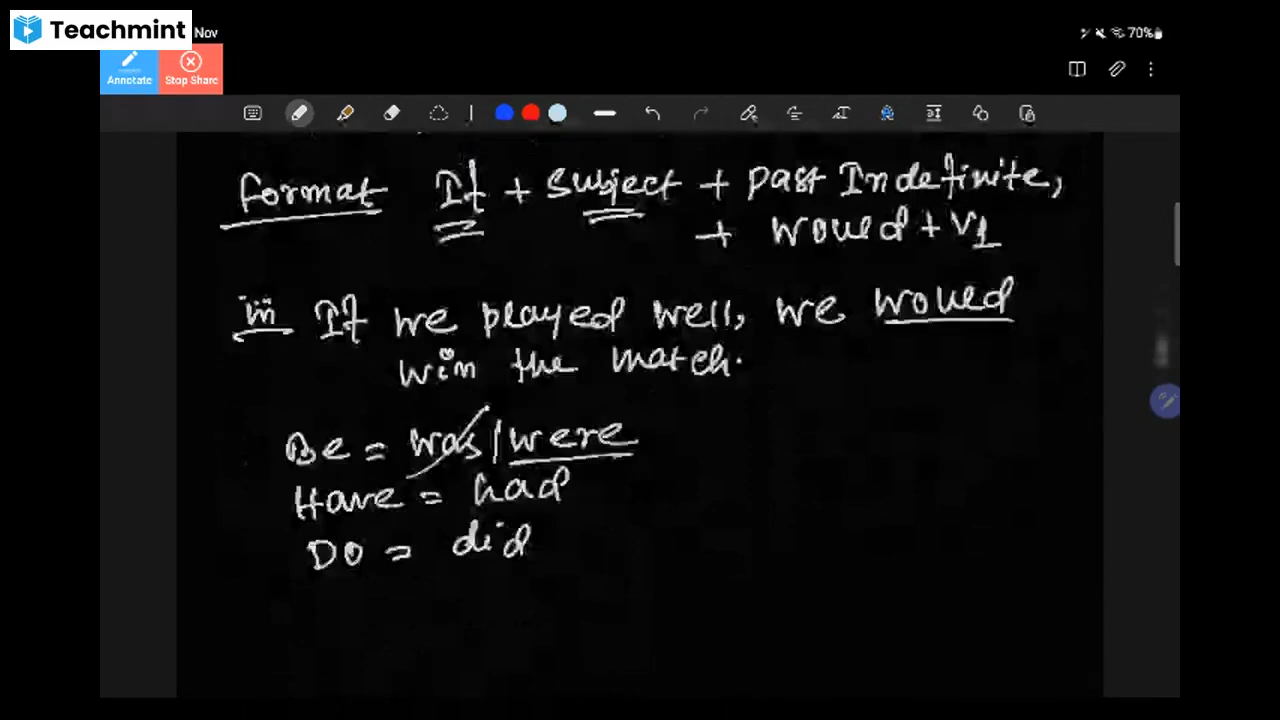 Teachmint
Nov
70%
Annotate
Stop Share
Format If + Subject + Past Indefinite,
+ would + V1
iii If we played well, we would
win the match.
Be = was/were
Have = had
Do = did